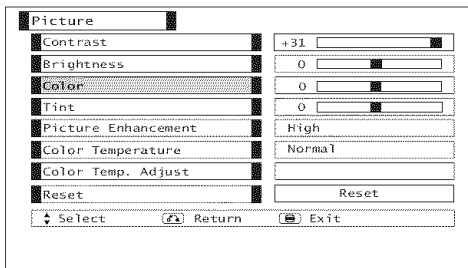 Picture
Contrast +31
Brightness 0
Color 0
Tint 0
Picture Enhancement High
Color Temperature Normal
Color Temp. Adjust
Reset Reset
Select Return Exit